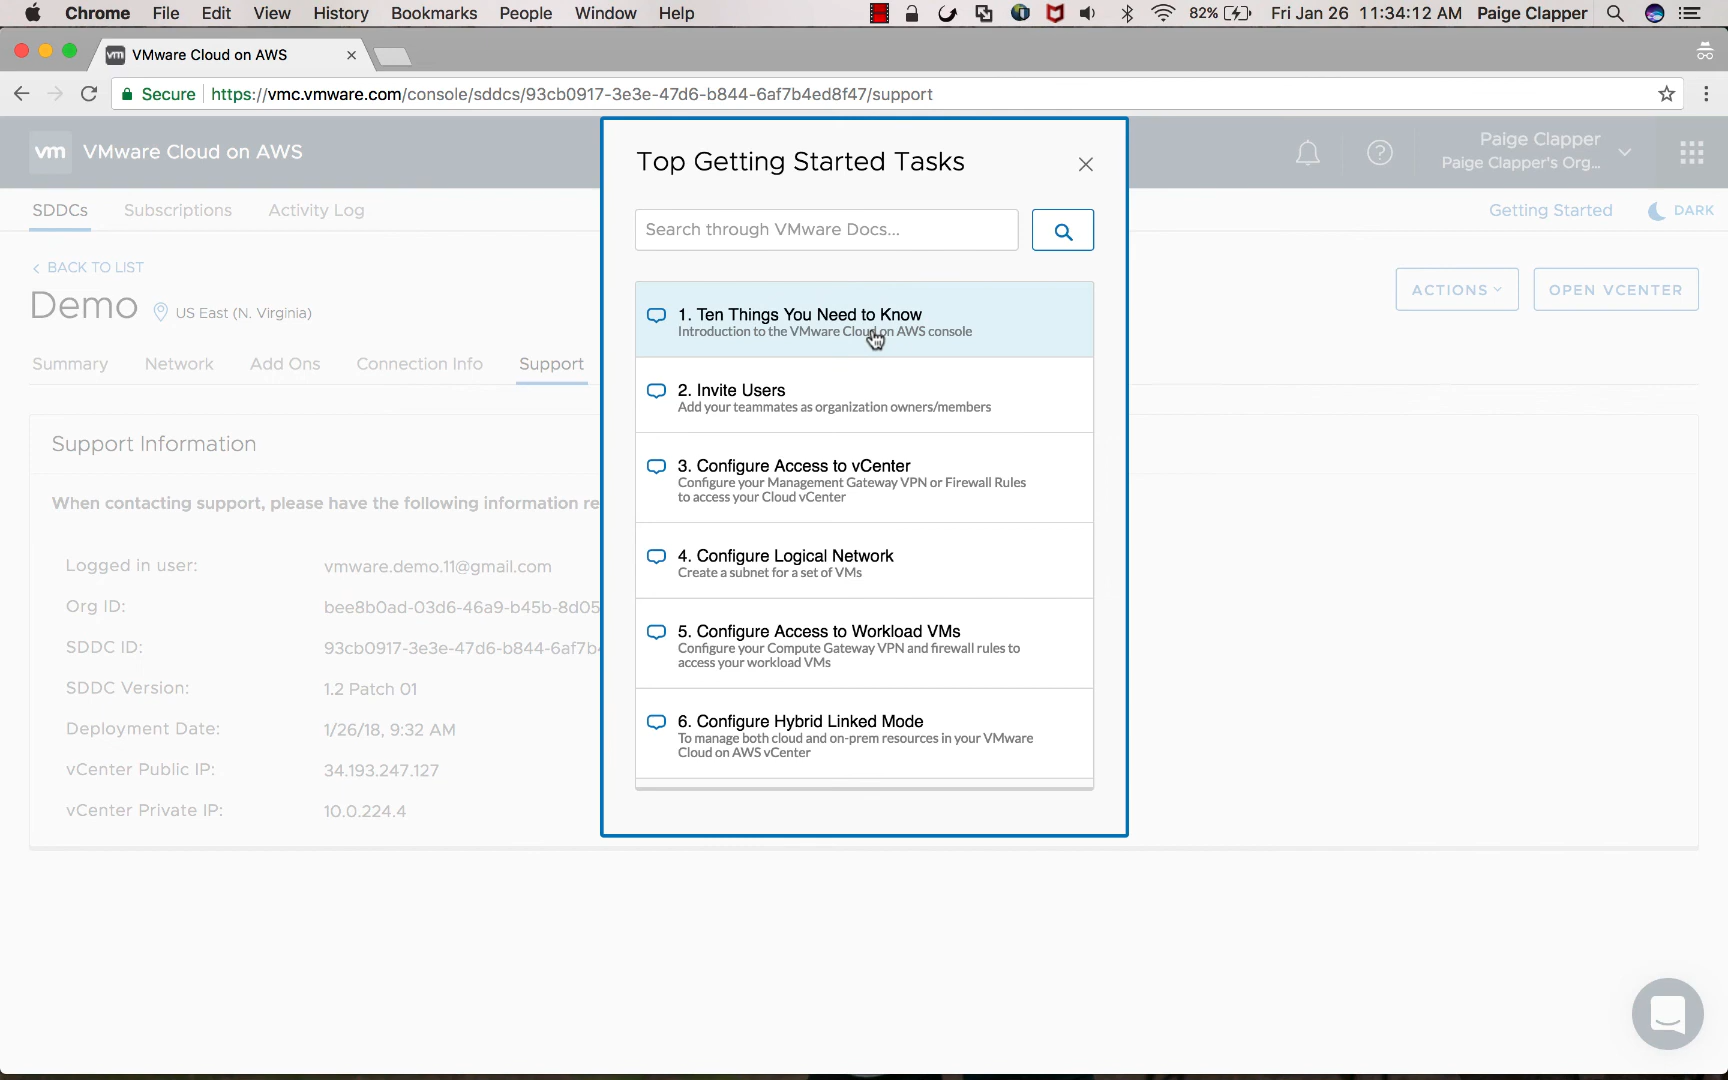 Chrome File Edit View History Bookmarks People Window Help 82% Fri Jan 26 11:34:12 AM Paige Clapper
vm VMware Cloud on AWS
Secure https://vmc.vmware.com/console/sddcs/93cb0917-3e3e-47d6-b844-6af7b4ed8f47/support
vm VMware Cloud on AWS
Paige Clapper
Paige Clapper's Org...
SDDCs Subscriptions Activity Log Getting Started DARK
BACK TO LIST
Demo US East (N. Virginia)
ACTIONS OPEN VCENTER
Summary Network Add Ons Connection Info Support
Support Information
When contacting support, please have the following information re
Logged in user: vmware.demo.11@gmail.com
Org ID: bee8b0ad-03d6-46a9-b45b-8d05
SDDC ID: 93cb0917-3e3e-47d6-b844-6af7b
SDDC Version: 1.2 Patch 01
Deployment Date: 1/26/18, 9:32 AM
vCenter Public IP: 34.193.247.127
vCenter Private IP: 10.0.224.4
Top Getting Started Tasks
Search through VMware Docs...
1. Ten Things You Need to Know
Introduction to the VMware Cloud on AWS console
2. Invite Users
Add your teammates as organization owners/members
3. Configure Access to vCenter
Configure your Management Gateway VPN or Firewall Rules
to access your Cloud vCenter
4. Configure Logical Network
Create a subnet for a set of VMs
5. Configure Access to Workload VMs
Configure your Compute Gateway VPN and firewall rules to
access your workload VMs
6. Configure Hybrid Linked Mode
To manage both cloud and on-prem resources in your VMware
Cloud on AWS vCenter